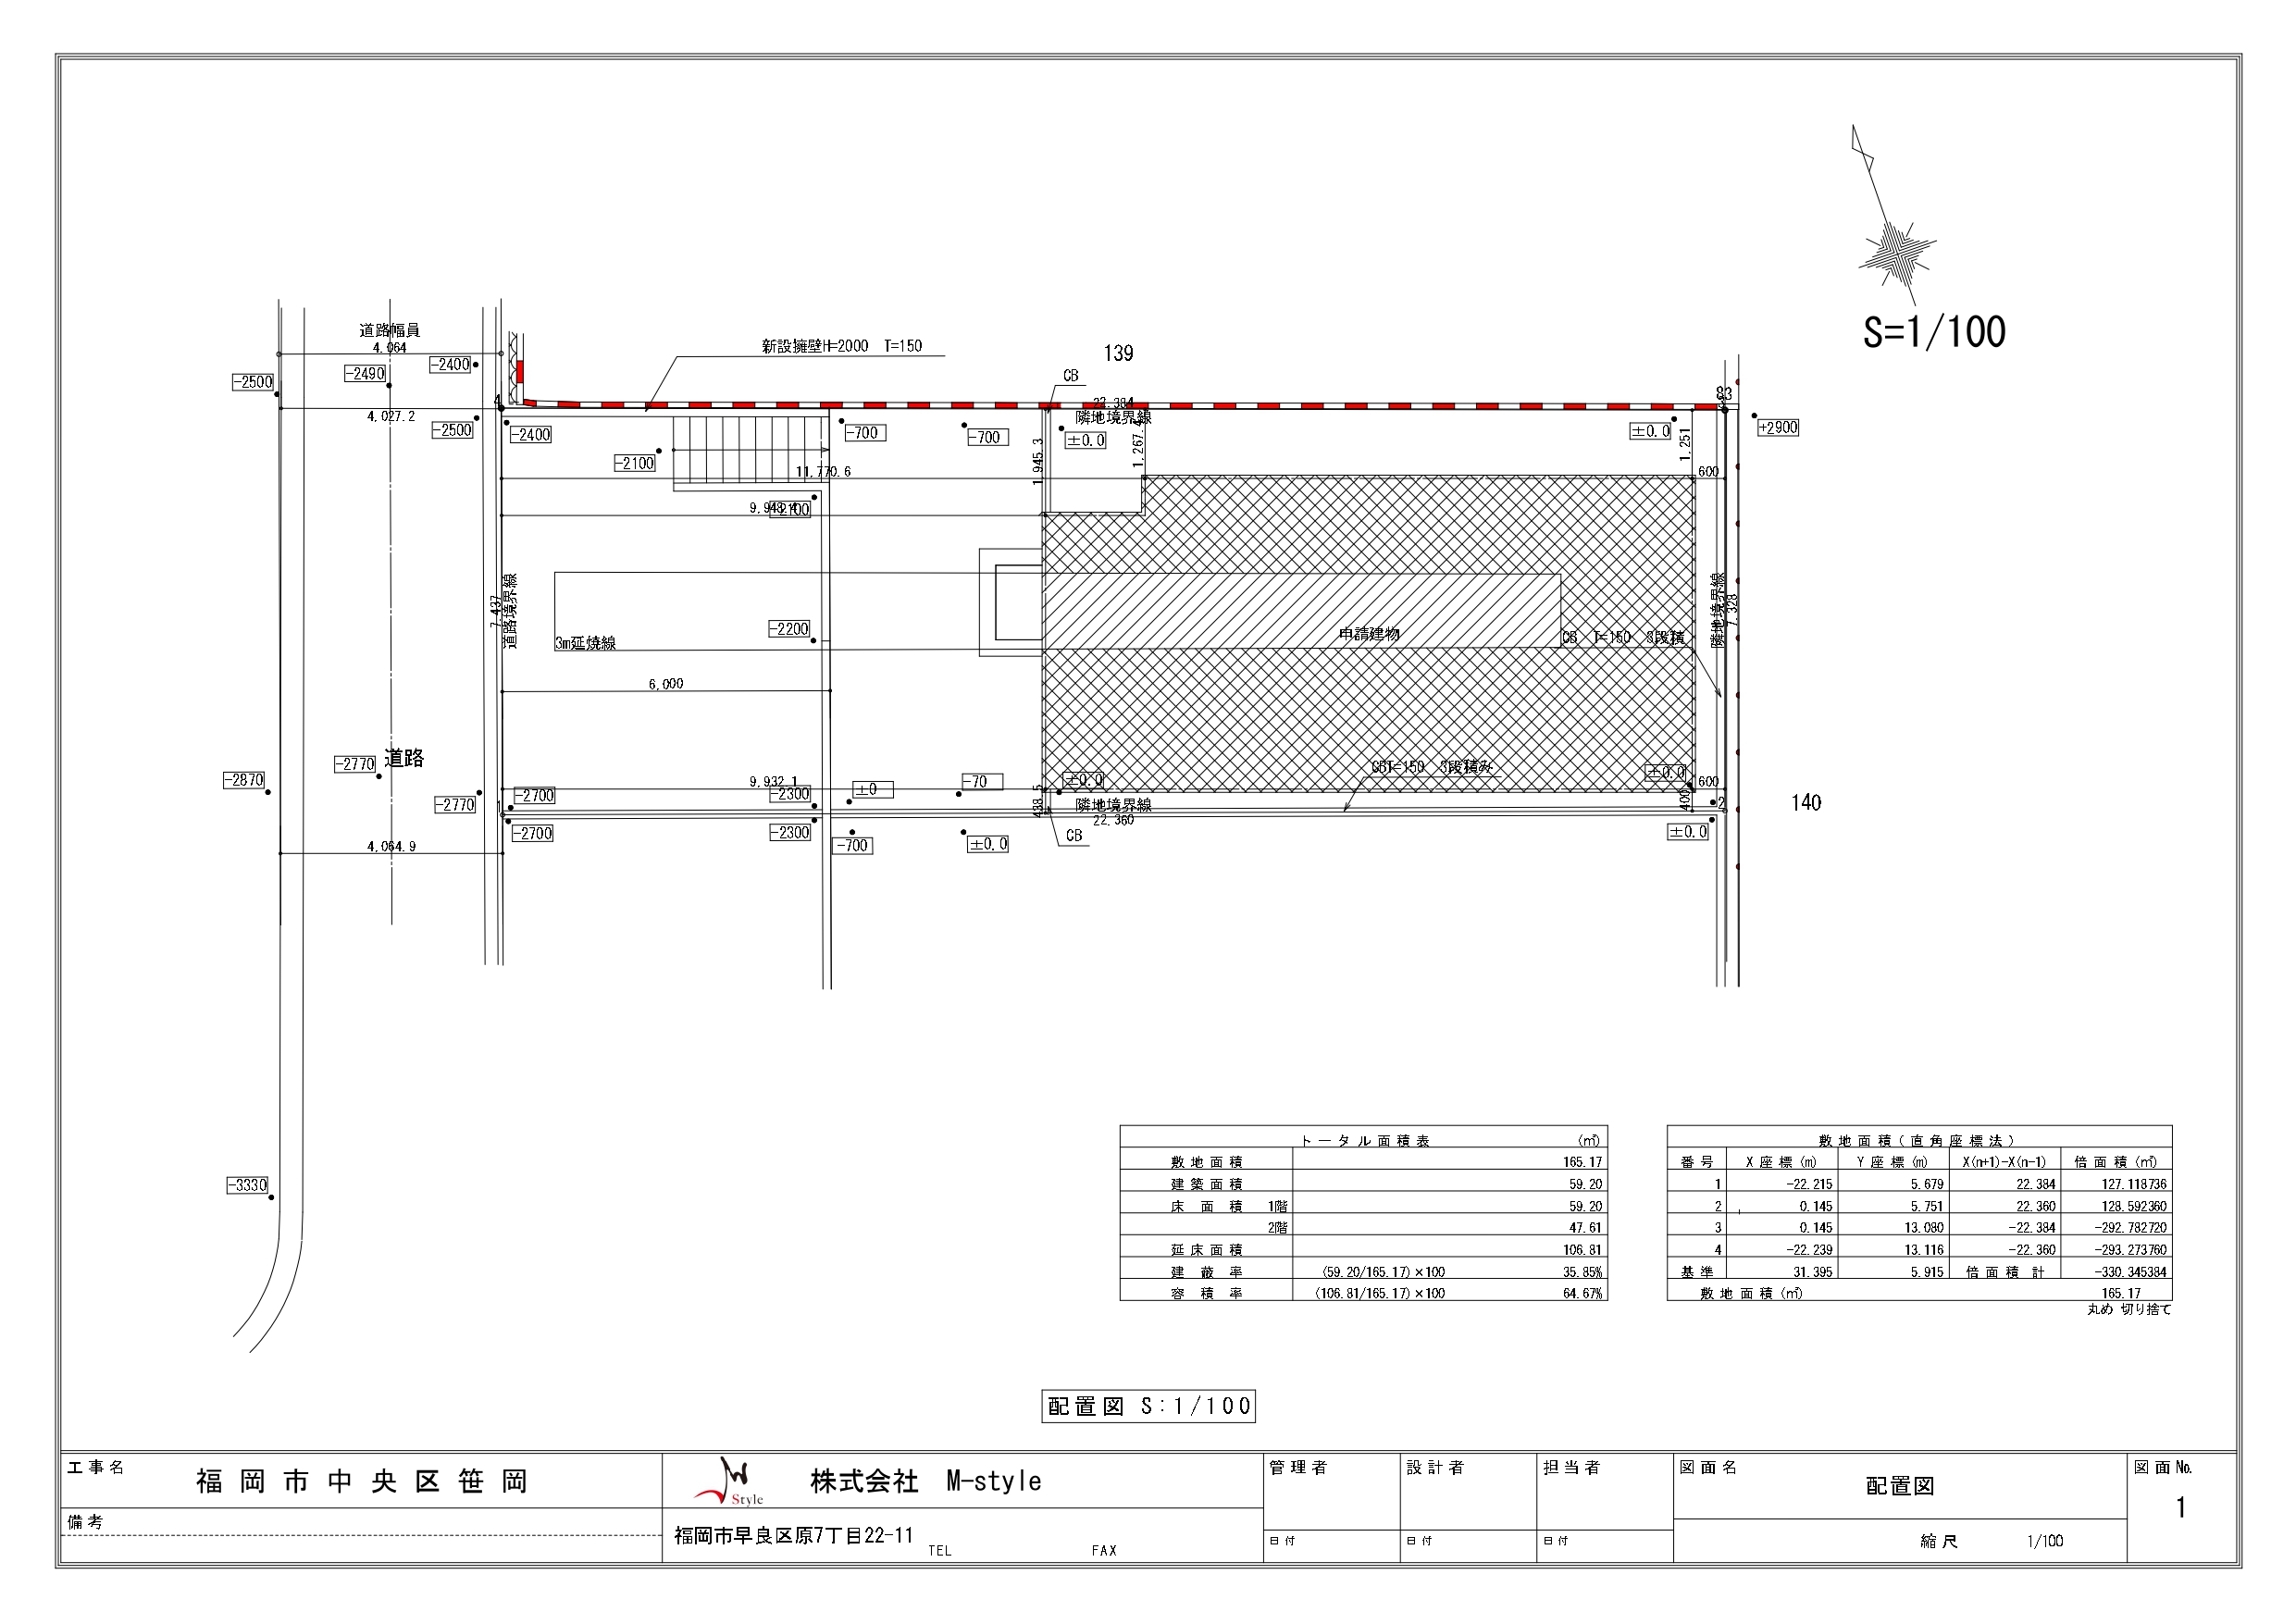 S=1/100
道路幅員
4,064
-2400
-2490
-2500
4
4,027.2
-2500
-2400
新設擁壁H=2000 T=150
139
CB
22.384
隣地境界線
83
-2100
-700
-700
±0.0
±0.0
+2900
1,945.3
1,267.4
1,251
11,770.6
600
9,948.4
-2100
7.437
道路境界線
3m延焼線
-2200
申請建物
CB T=150 3段積
隣地境界線
7.328
6,000
道路
-2770
-2870
-2770
1
-2700
-2700
9,932.1
-2300
-2300
±0
-70
-700
±0.0
±0.0
438.5
隣地境界線
22.360
CB
CBT=150 3段積み
±0.0
600
400
2
±0.0
140
4,064.9
-3330
トータル面積表 (㎡)
敷地面積 165.17
建築面積 59.20
床面積 1階 59.20
2階 47.61
延床面積 106.81
建蔽率 (59.20/165.17)×100 35.85%
容積率 (106.81/165.17)×100 64.67%
敷地面積(直角座標法)
番号 X座標(m) Y座標(m) X(n+1)-X(n-1) 倍面積(㎡)
1 -22.215 5.679 22.384 127.118736
2 0.145 5.751 22.360 128.592360
3 0.145 13.080 -22.384 -292.782720
4 -22.239 13.116 -22.360 -293.273760
基準 31.395 5.915 倍面積計 -330.345384
敷地面積(㎡) 165.17
丸め 切り捨て
配置図 S:1/100
工事名 福岡市中央区笹岡
備考
Style
株式会社 M-style
福岡市早良区原7丁目22-11
TEL FAX
管理者
設計者
担当者
日付
日付
日付
図面名
配置図
縮尺 1/100
図面No.
1